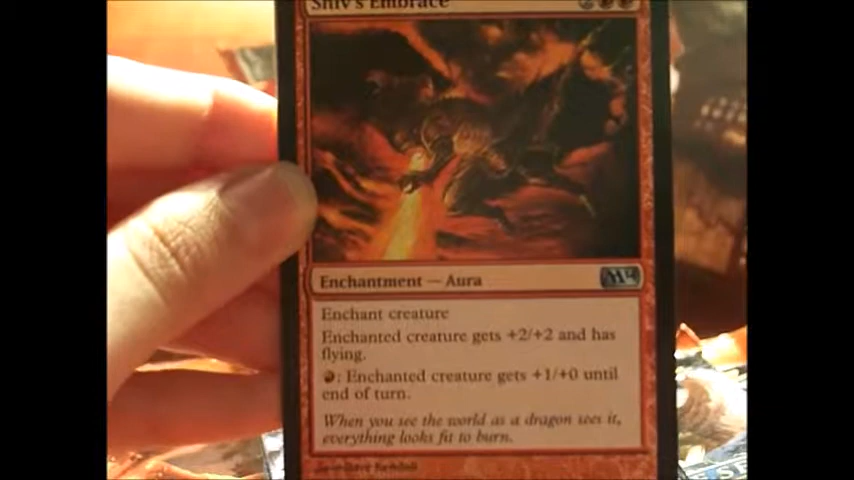 Shiv's Embrace
Enchantment — Aura
M14
Enchant creature
Enchanted creature gets +2/+2 and has
flying.
: Enchanted creature gets +1/+0 until
end of turn.
When you see the world as a dragon sees it,
everything looks fit to burn.